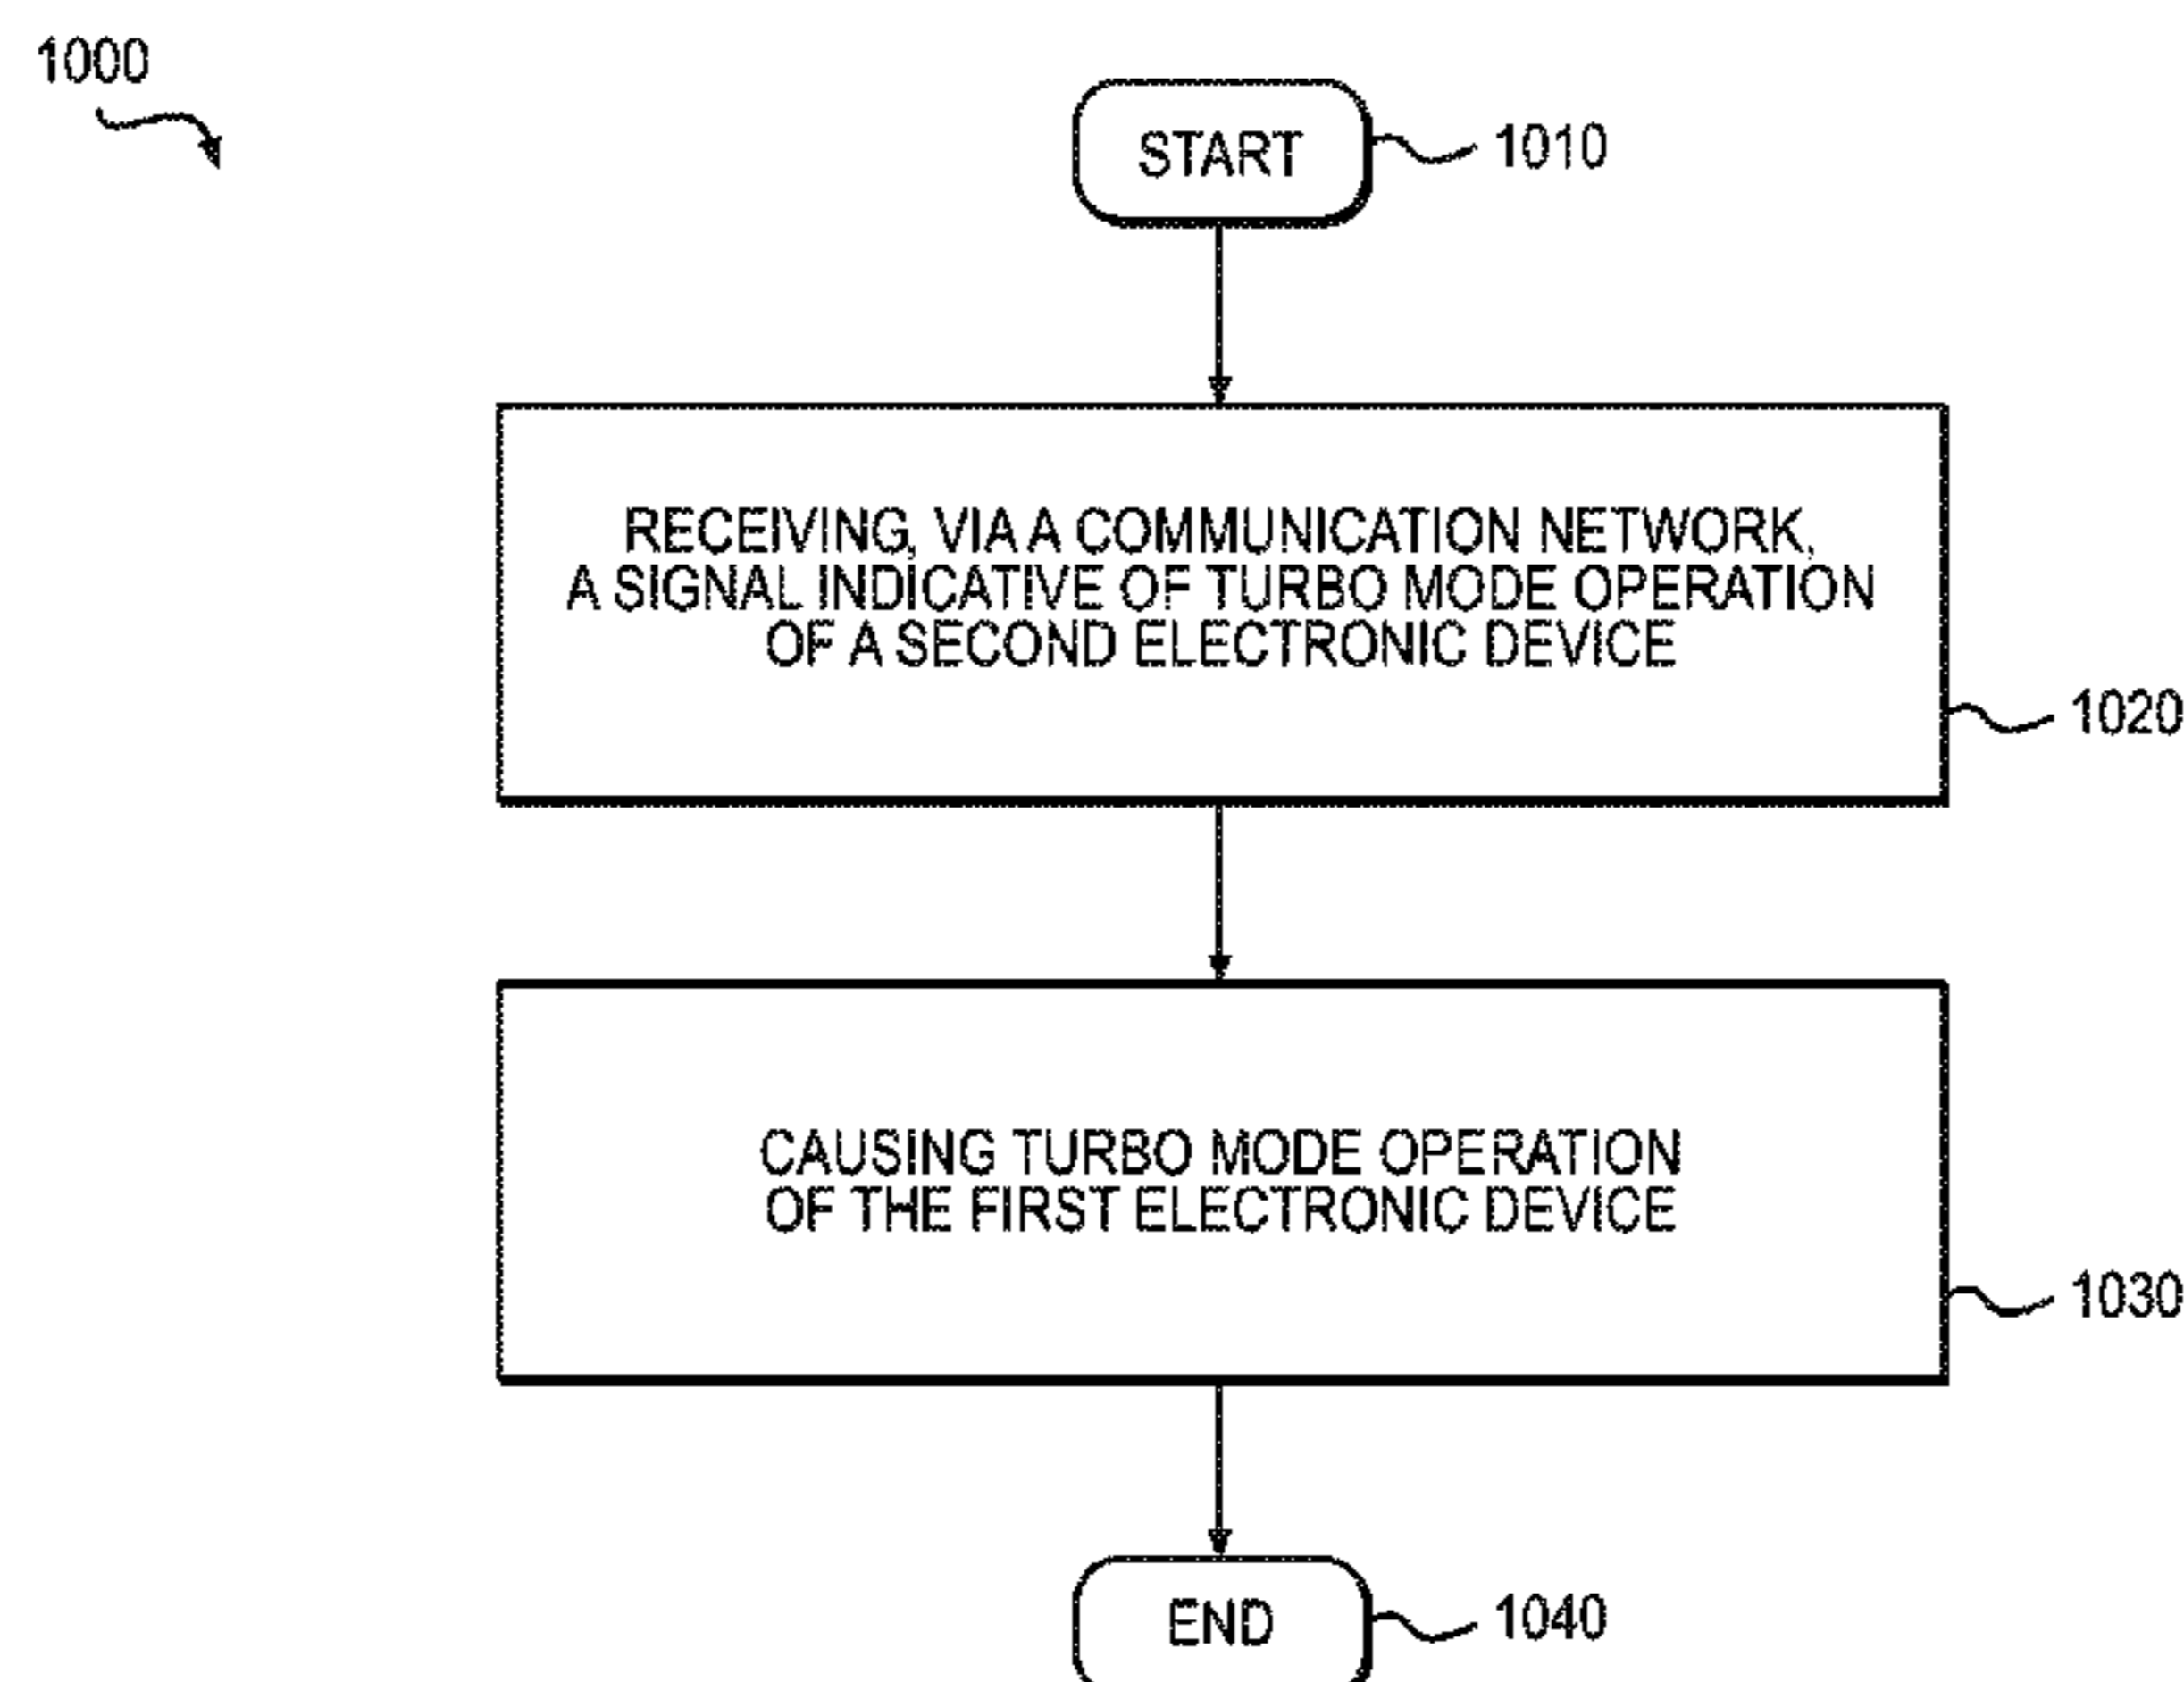 1000
START
1010
RECEIVING, VIA A COMMUNICATION NETWORK,
A SIGNAL INDICATIVE OF TURBO MODE OPERATION
OF A SECOND ELECTRONIC DEVICE
1020
CAUSING TURBO MODE OPERATION
OF THE FIRST ELECTRONIC DEVICE
1030
END
1040